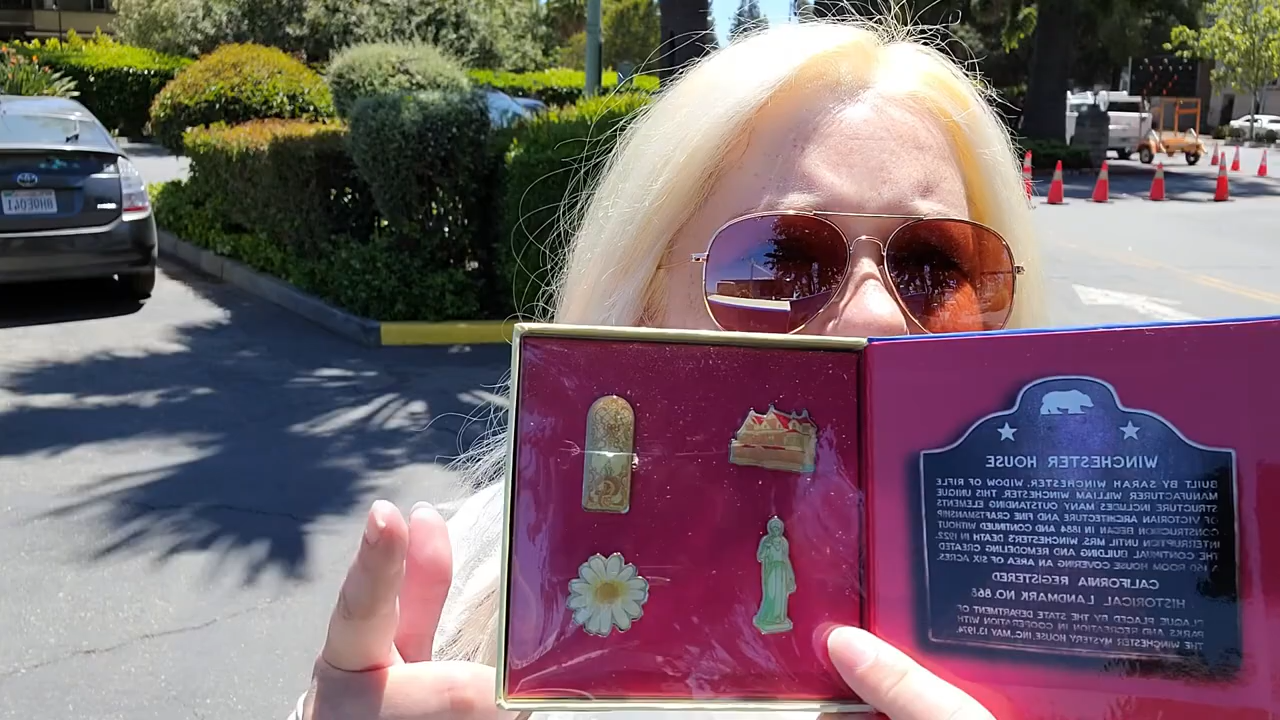 WINCHESTER HOUSE
BUILT BY SARAH WINCHESTER, WIDOW OF RIFLE
MANUFACTURER WILLIAM WINCHESTER. THIS UNIQUE
STRUCTURE INCLUDES MANY OUTSTANDING ELEMENTS
OF VICTORIAN ARCHITECTURE AND FINE CRAFTSMANSHIP.
CONSTRUCTION BEGAN IN 1884 AND CONTINUED WITHOUT
INTERRUPTION UNTIL MRS. WINCHESTER'S DEATH IN 1922.
THE CONTINUAL BUILDING AND REMODELING CREATED
A 160 ROOM HOUSE COVERING AN AREA OF SIX ACRES.
CALIFORNIA REGISTERED
HISTORICAL LANDMARK NO. 868
PLAQUE PLACED BY THE STATE DEPARTMENT OF
PARKS AND RECREATION IN COOPERATION WITH
THE WINCHESTER MYSTERY HOUSE, INC., MAY 13, 1974.